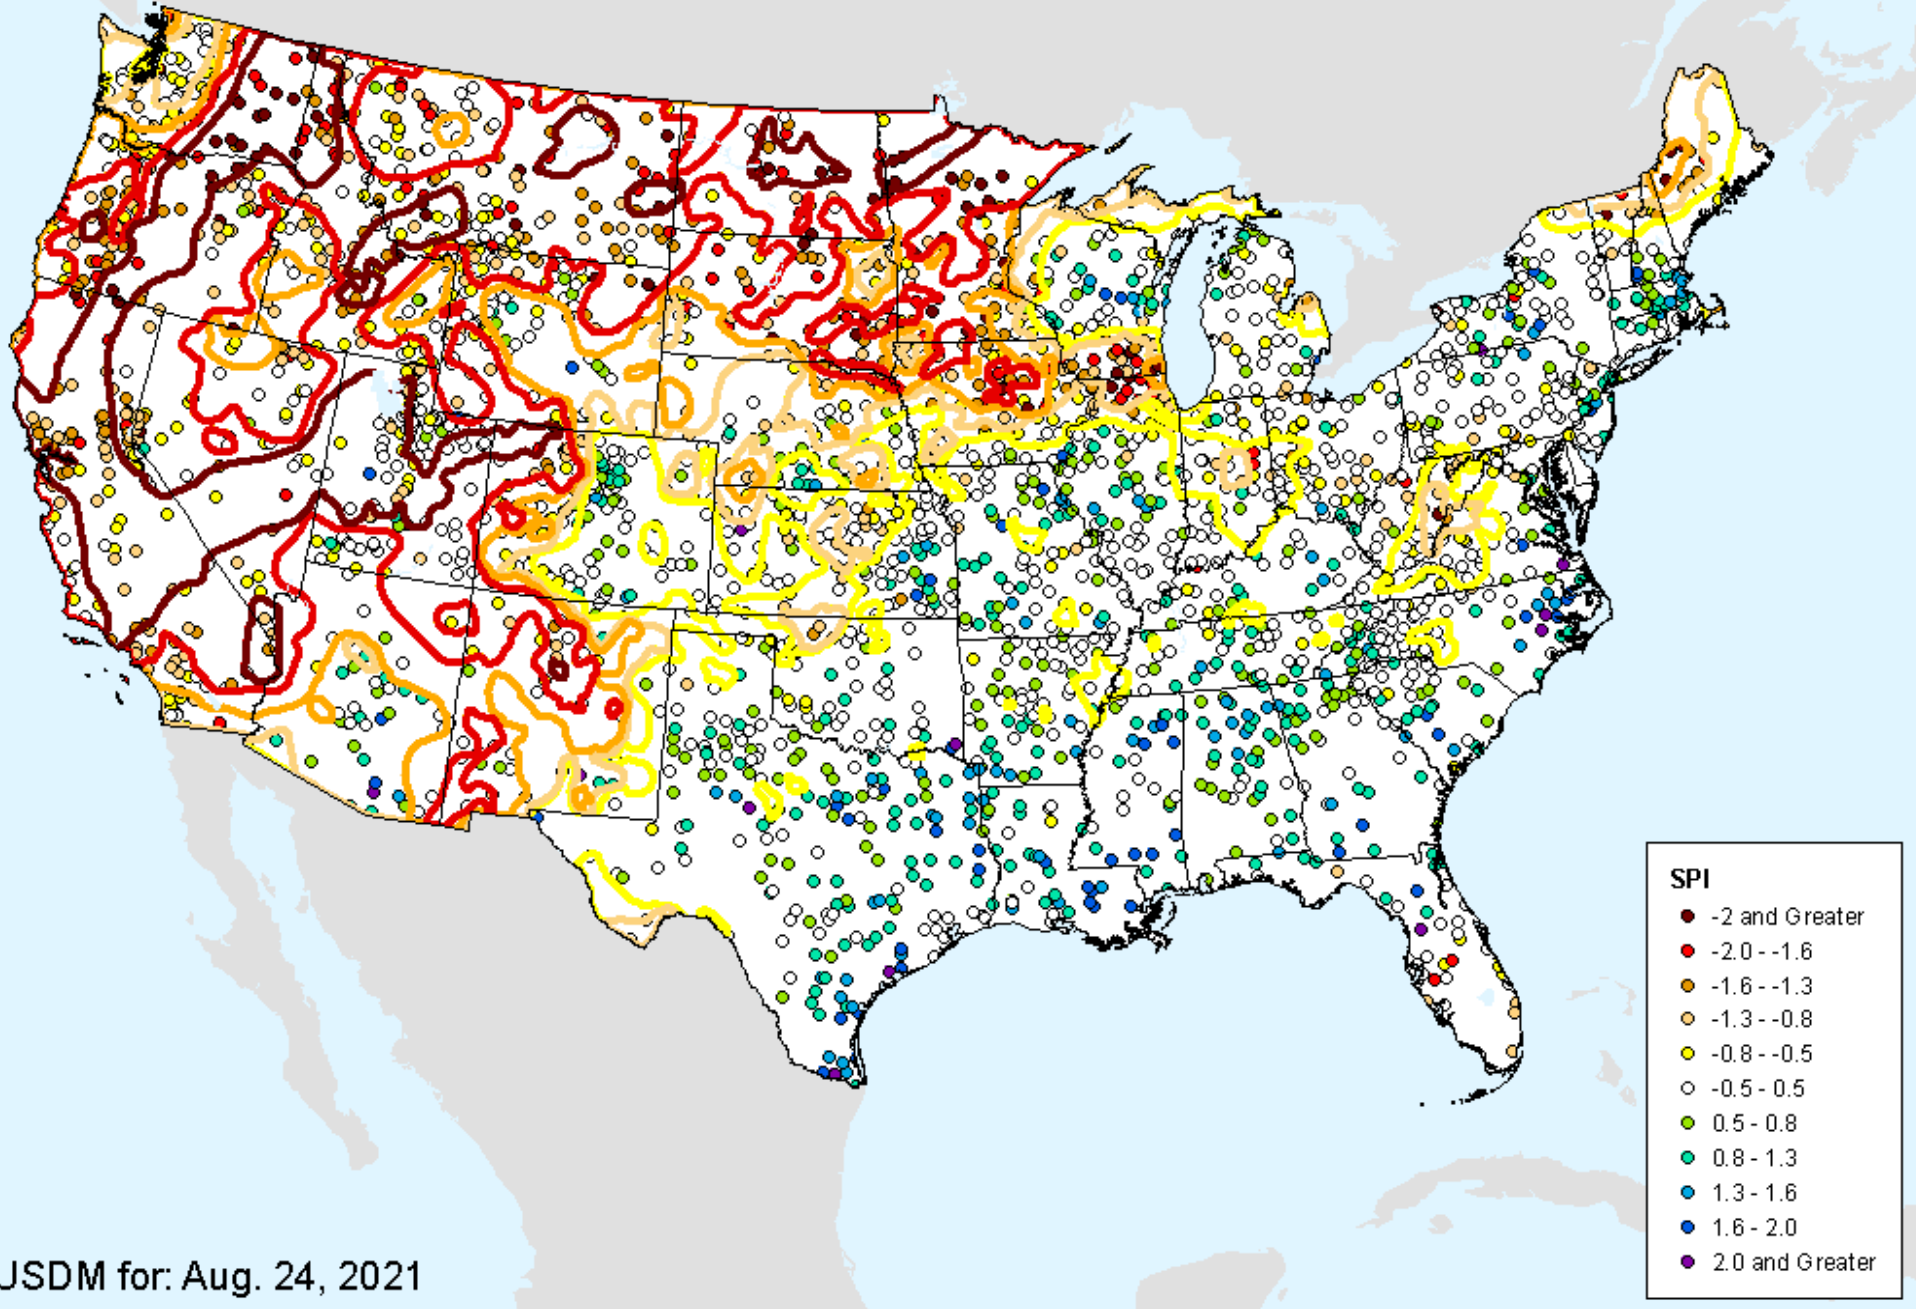 SPI
-2 and Greater
-2.0 - -1.6
-1.6 - -1.3
-1.3 - -0.8
-0.8 - -0.5
-0.5 - 0.5
0.5 - 0.8
0.8 - 1.3
1.3 - 1.6
1.6 - 2.0
2.0 and Greater
USDM for: Aug. 24, 2021